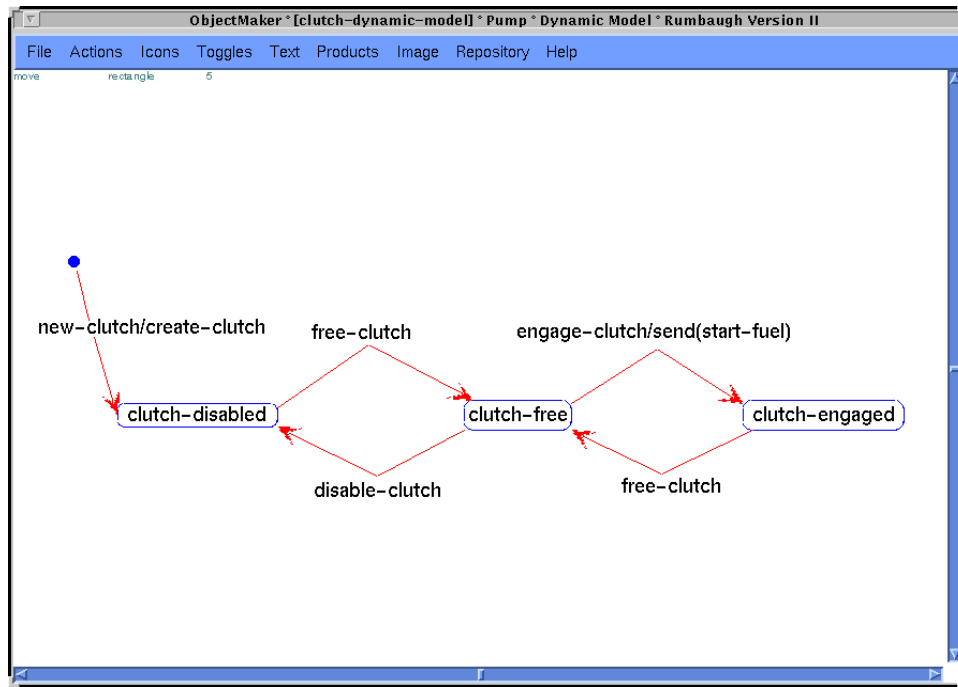 ObjectMaker * [clutch-dynamic-model] * Pump * Dynamic Model * Rumbaugh Version II
File Actions Icons Toggles Text Products Image Repository Help
move rectangle 5
new-clutch/create-clutch
free-clutch
engage-clutch/send(start-fuel)
clutch-disabled
clutch-free
clutch-engaged
disable-clutch
free-clutch